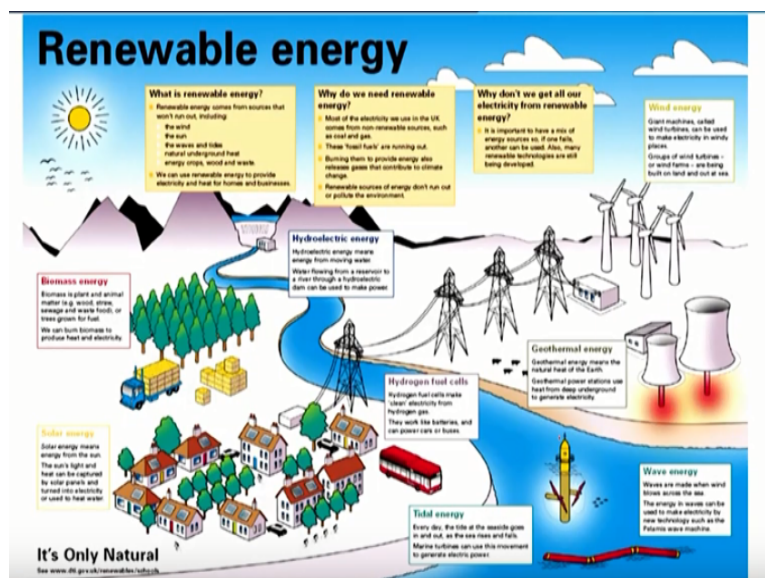 Renewable energy
What is renewable energy?
Renewable energy comes from sources that
won't run out, including:
the wind
the sun
the waves and tides
natural underground heat
energy crops, wood and waste.
We can use renewable energy to provide
electricity and heat for homes and businesses.
Why do we need renewable
energy?
Most of the electricity we use in the UK
comes from non-renewable sources, such
as coal and gas.
These 'fossil fuels' are running out.
Burning them to provide energy also
releases gases that contribute to climate
change.
Renewable sources of energy don't run out
or pollute the environment.
Why don't we get all our
electricity from renewable
energy?
It is important to have a mix of
energy sources so, if one fails,
another can be used. Also, many
renewable technologies are still
being developed.
Wind energy
Giant machines, called
wind turbines, can be used
to make electricity in windy
places.
Groups of wind turbines –
or wind farms – are being
built on land and out at sea.
Hydroelectric energy
Hydroelectric energy means
energy from moving water.
Water flowing from a reservoir to
a river through a hydroelectric
dam can be used to make power.
Biomass energy
Biomass is plant and animal
matter (e.g. wood, straw,
sewage and waste food), or
trees grown for fuel.
We can burn biomass to
produce heat and electricity.
Geothermal energy
Geothermal energy means the
natural heat of the Earth.
Geothermal power stations use
heat from deep underground
to generate electricity.
Hydrogen fuel cells
Hydrogen fuel cells make
'clean' electricity from
hydrogen gas.
They work like batteries, and
can power cars or buses.
Solar energy
Solar energy means
energy from the sun.
The sun's light and
heat can be captured
by solar panels and
turned into electricity
or used to heat water.
Wave energy
Waves are made when wind
blows across the sea.
The energy in waves can be
used to make electricity by
new technology such as the
Pelamis wave machine.
Tidal energy
Every day, the tide at the seaside goes
in and out, as the sea rises and falls.
Marine turbines can use this movement
to generate electric power.
It's Only Natural
See www.dti.gov.uk/renewables/schools